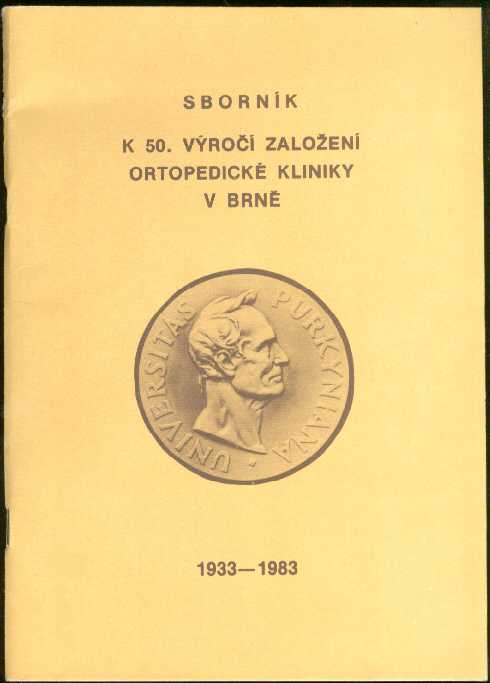 SBORNÍK
K 50. VÝROČÍ ZALOŽENÍ
ORTOPEDICKÉ KLINIKY
V BRNĚ
UNIVERSITAS PURKYNIANA
1933—1983